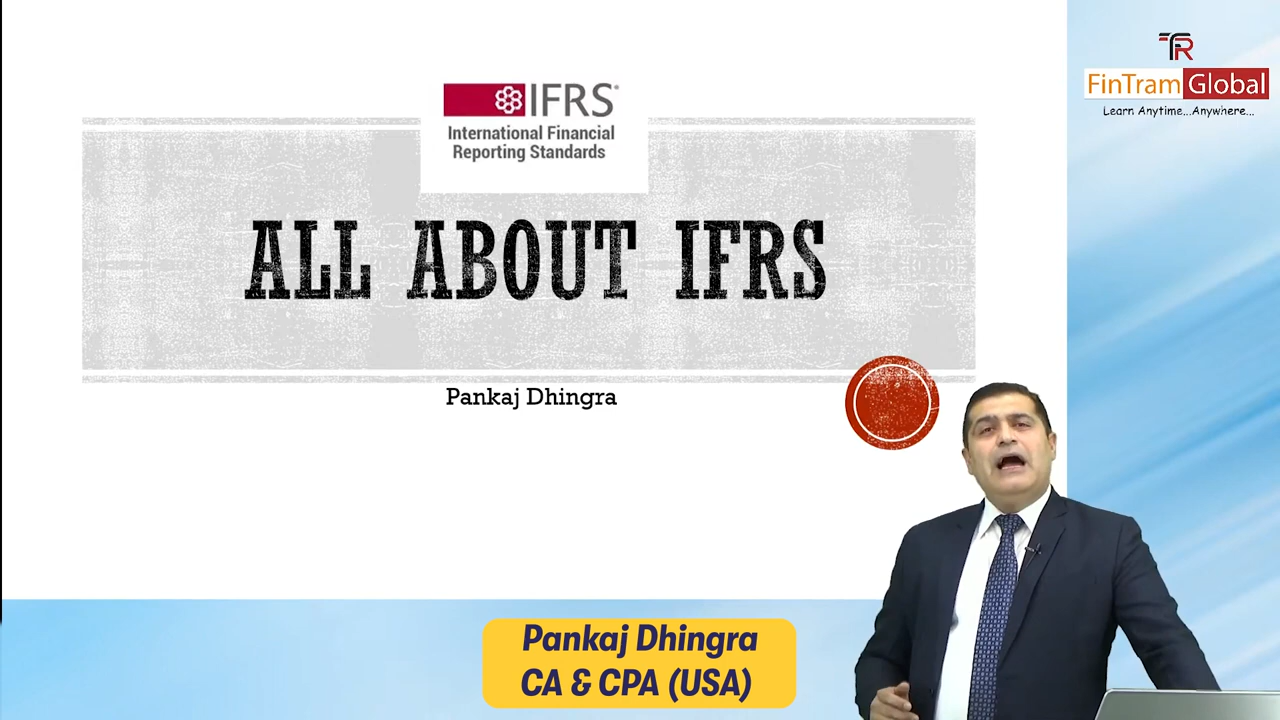 IFRS®
International Financial
Reporting Standards
ALL ABOUT IFRS
Pankaj Dhingra
TR
FinTram Global
Learn Anytime...Anywhere...
Pankaj Dhingra
CA & CPA (USA)